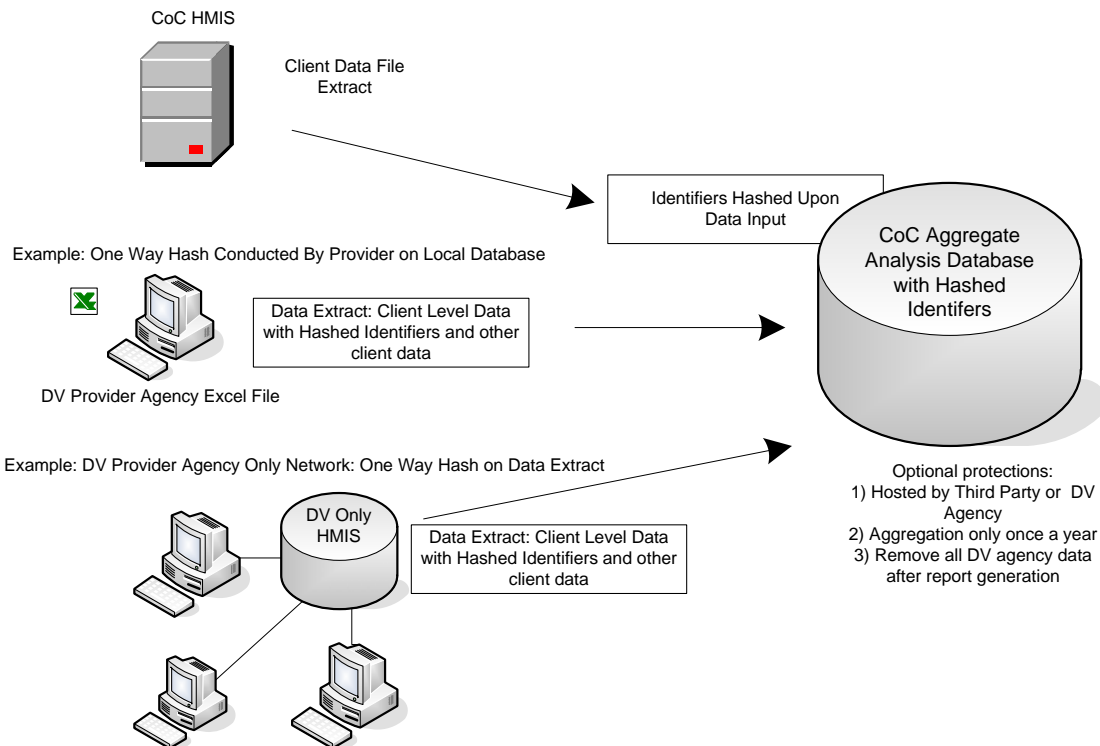 CoC HMIS
Client Data File
Extract
Identifiers Hashed Upon
Data Input
CoC Aggregate
Analysis Database
with Hashed
Identifers
Example: One Way Hash Conducted By Provider on Local Database
Data Extract: Client Level Data
with Hashed Identifiers and other
client data
DV Provider Agency Excel File
Example: DV Provider Agency Only Network: One Way Hash on Data Extract
DV Only
HMIS
Data Extract: Client Level Data
with Hashed Identifiers and other
client data
Optional protections:
1) Hosted by Third Party or DV
Agency
2) Aggregation only once a year
3) Remove all DV agency data
after report generation